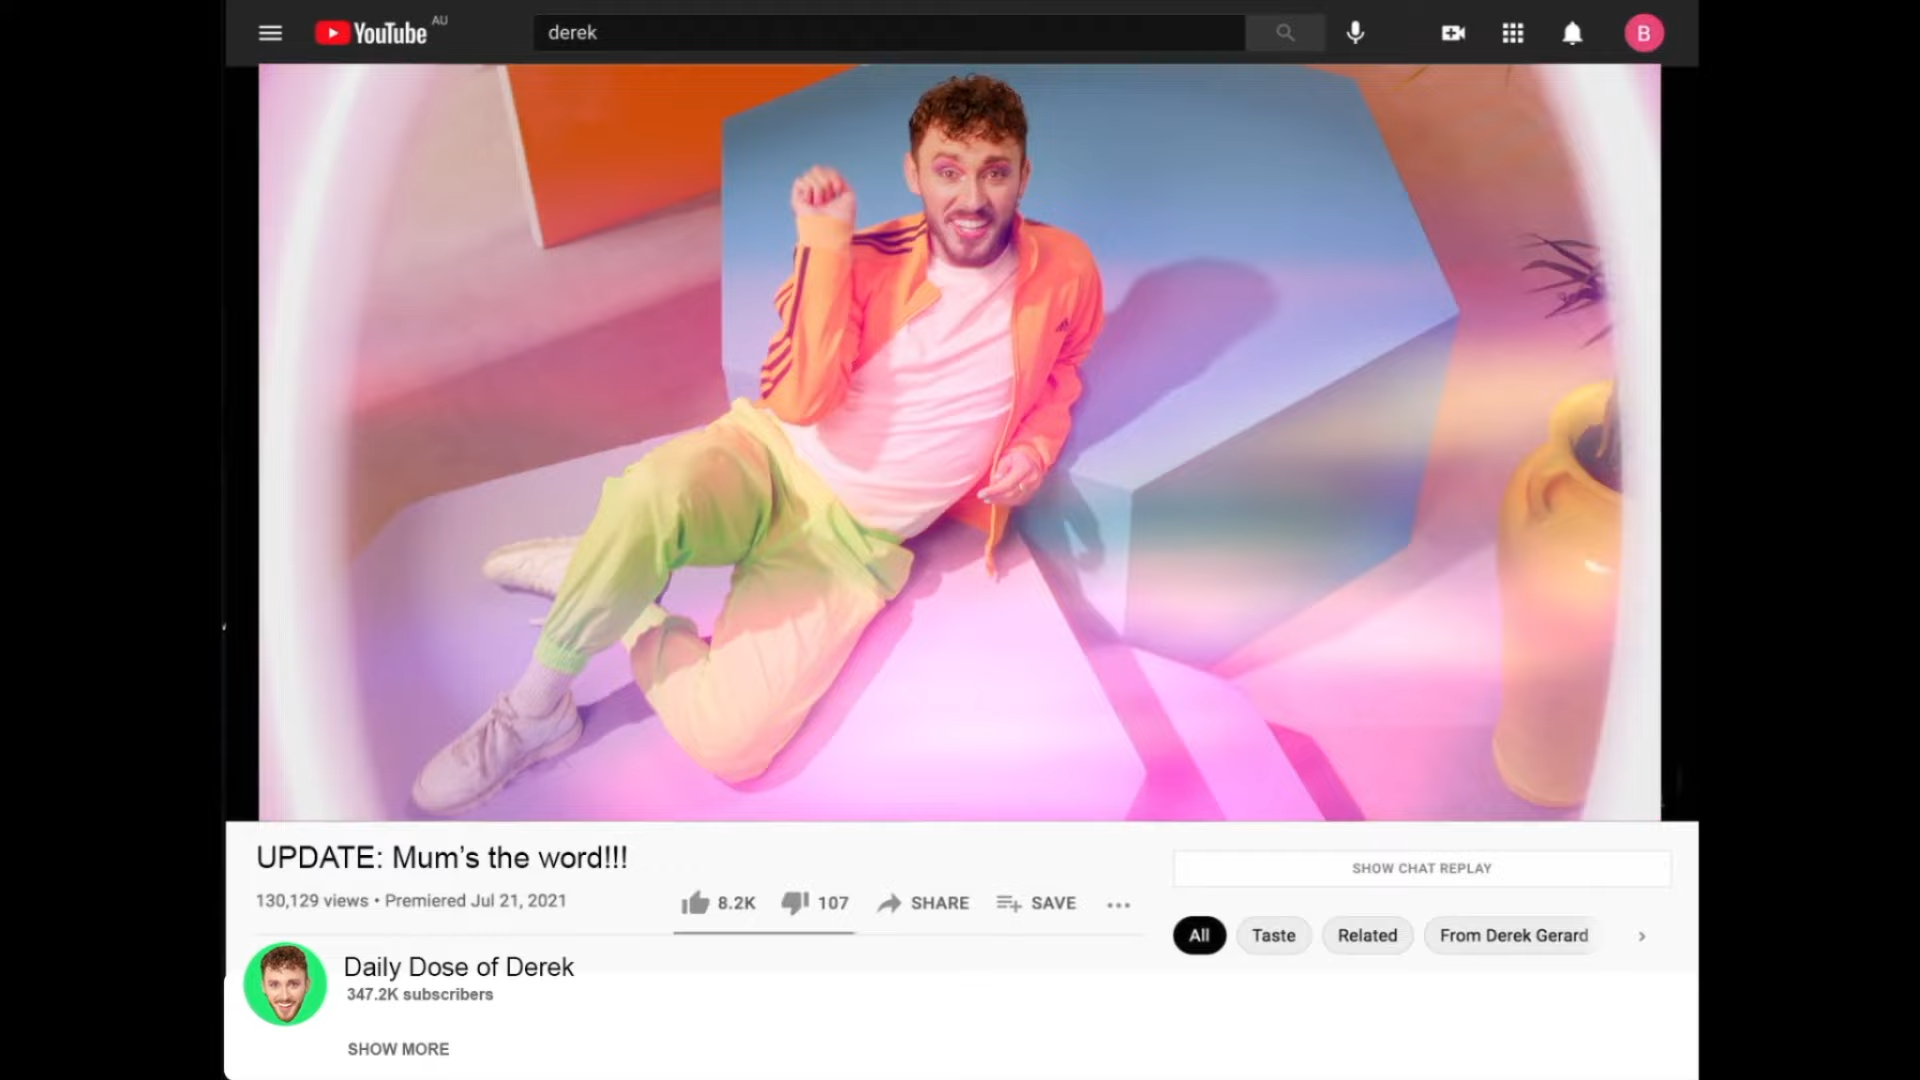 YouTube AU
derek
B
UPDATE: Mum's the word!!!
130,129 views • Premiered Jul 21, 2021
8.2K
107
SHARE
SAVE
SHOW CHAT REPLAY
All
Taste
Related
From Derek Gerard
Daily Dose of Derek
347.2K subscribers
SHOW MORE